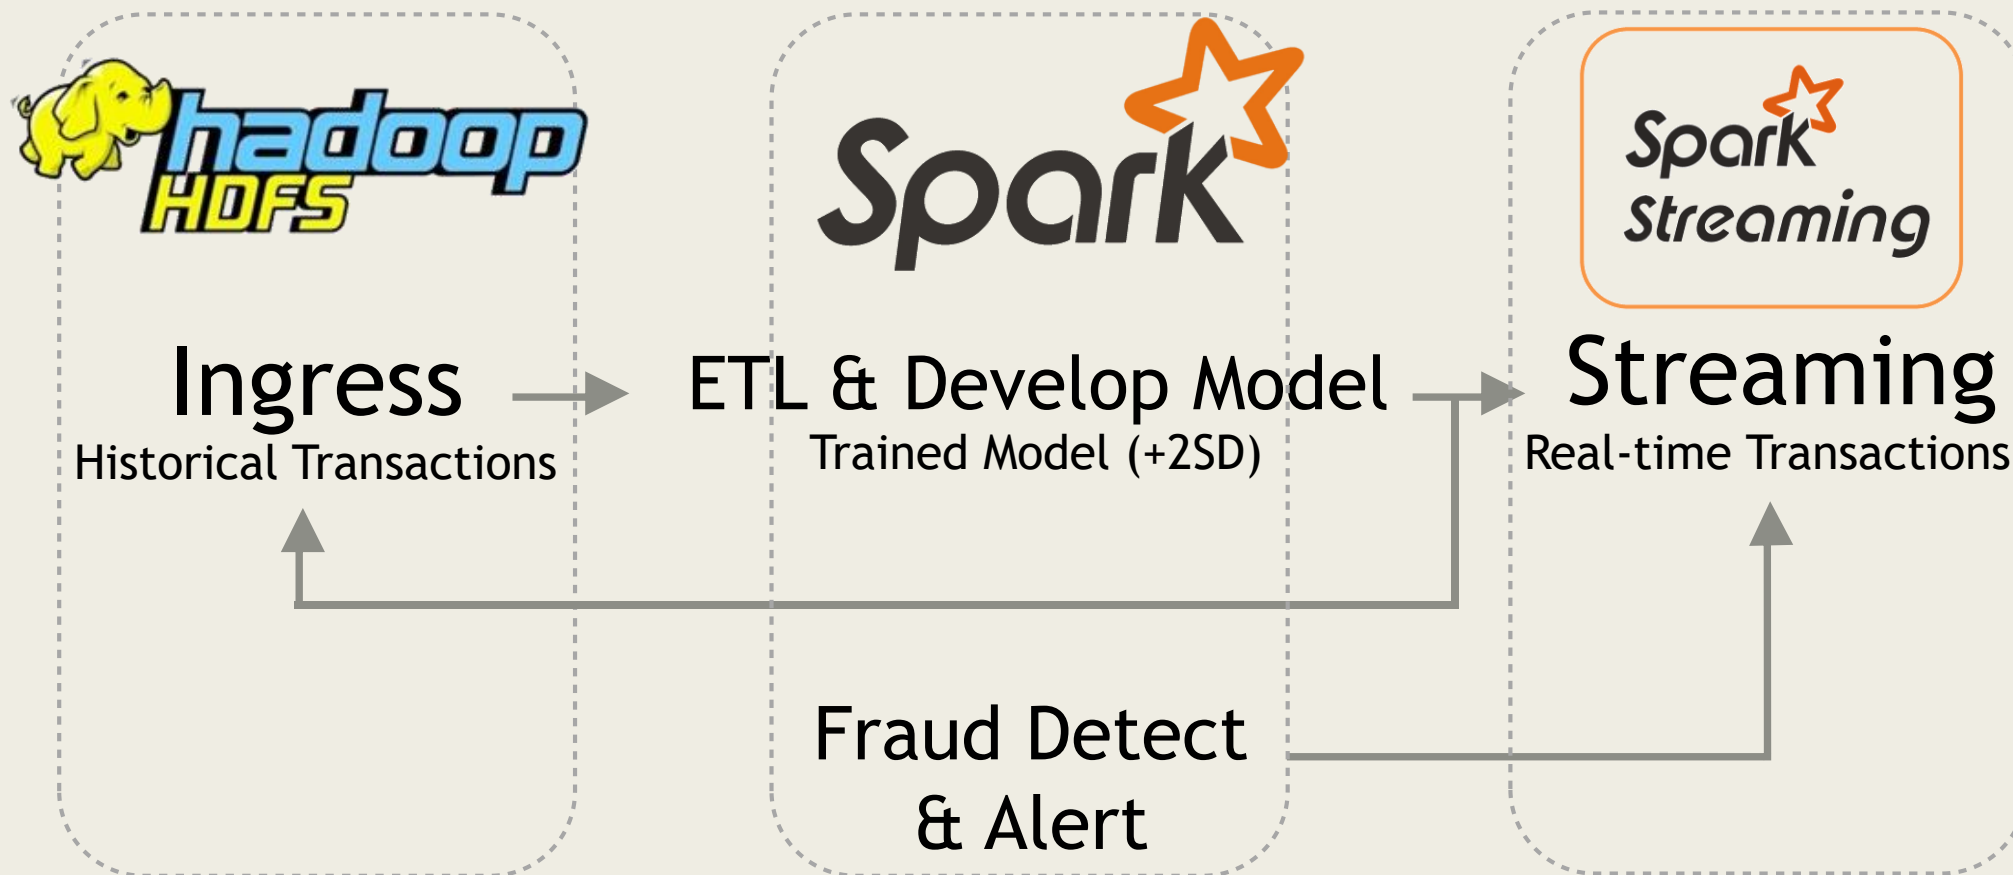 hadoop
HDFS
Ingress
Historical Transactions
Spark
ETL & Develop Model
Trained Model (+2SD)
Fraud Detect
& Alert
Spark
Streaming
Streaming
Real-time Transactions